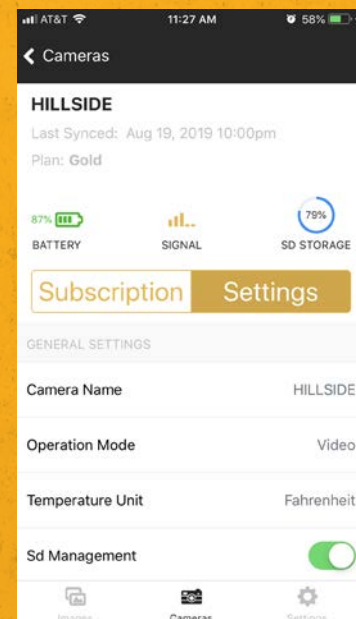 AT&T 11:27 AM 58%
Cameras
HILLSIDE
Last Synced: Aug 19, 2019 10:00pm
Plan: Gold
87% 79%
BATTERY SIGNAL SD STORAGE
Subscription Settings
GENERAL SETTINGS
Camera Name HILLSIDE
Operation Mode Video
Temperature Unit Fahrenheit
Sd Management
Images Cameras Settings